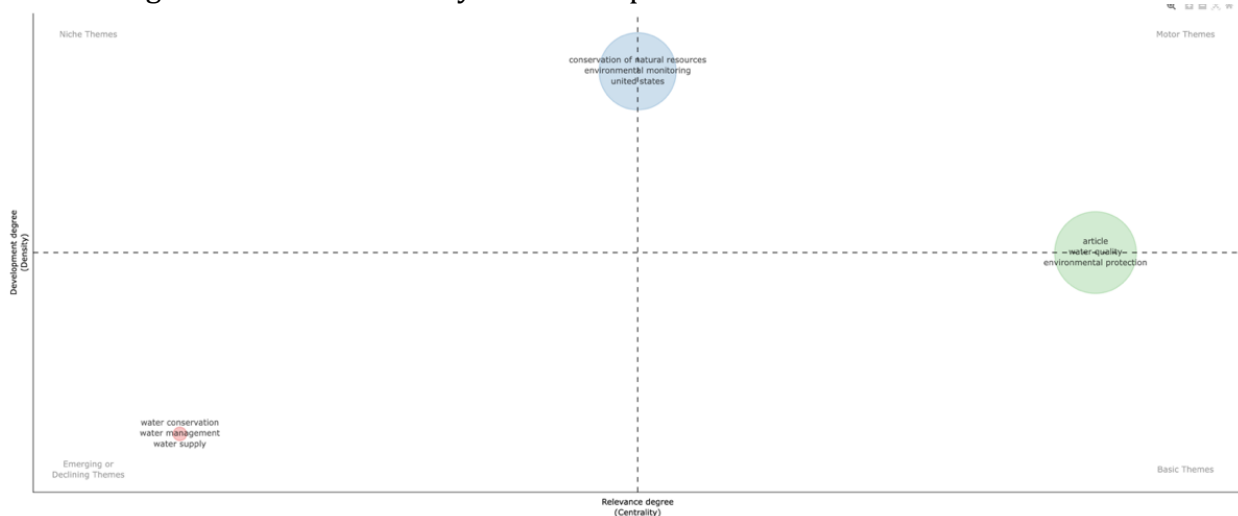 Niche Themes
Motor Themes
conservation of natural resources
environmental monitoring
united states
article
water quality
environmental protection
Development degree
(Density)
water conservation
water management
water supply
Emerging or
Declining Themes
Basic Themes
Relevance degree
(Centrality)